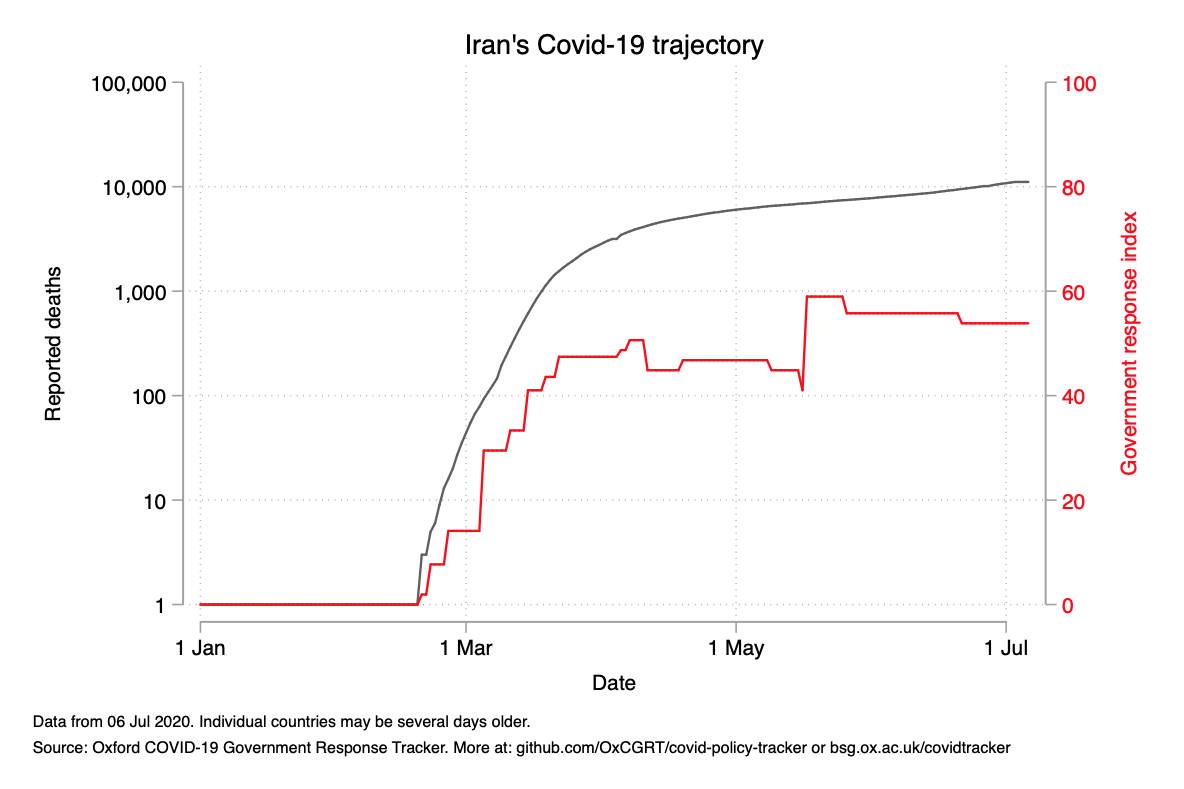 Iran's Covid-19 trajectory
100,000
10,000
1,000
100
10
1
Reported deaths
100
80
60
40
20
0
Government response index
1 Jan 1 Mar 1 May 1 Jul
Date
Data from 06 Jul 2020. Individual countries may be several days older.
Source: Oxford COVID-19 Government Response Tracker. More at: github.com/OxCGRT/covid-policy-tracker or bsg.ox.ac.uk/covidtracker